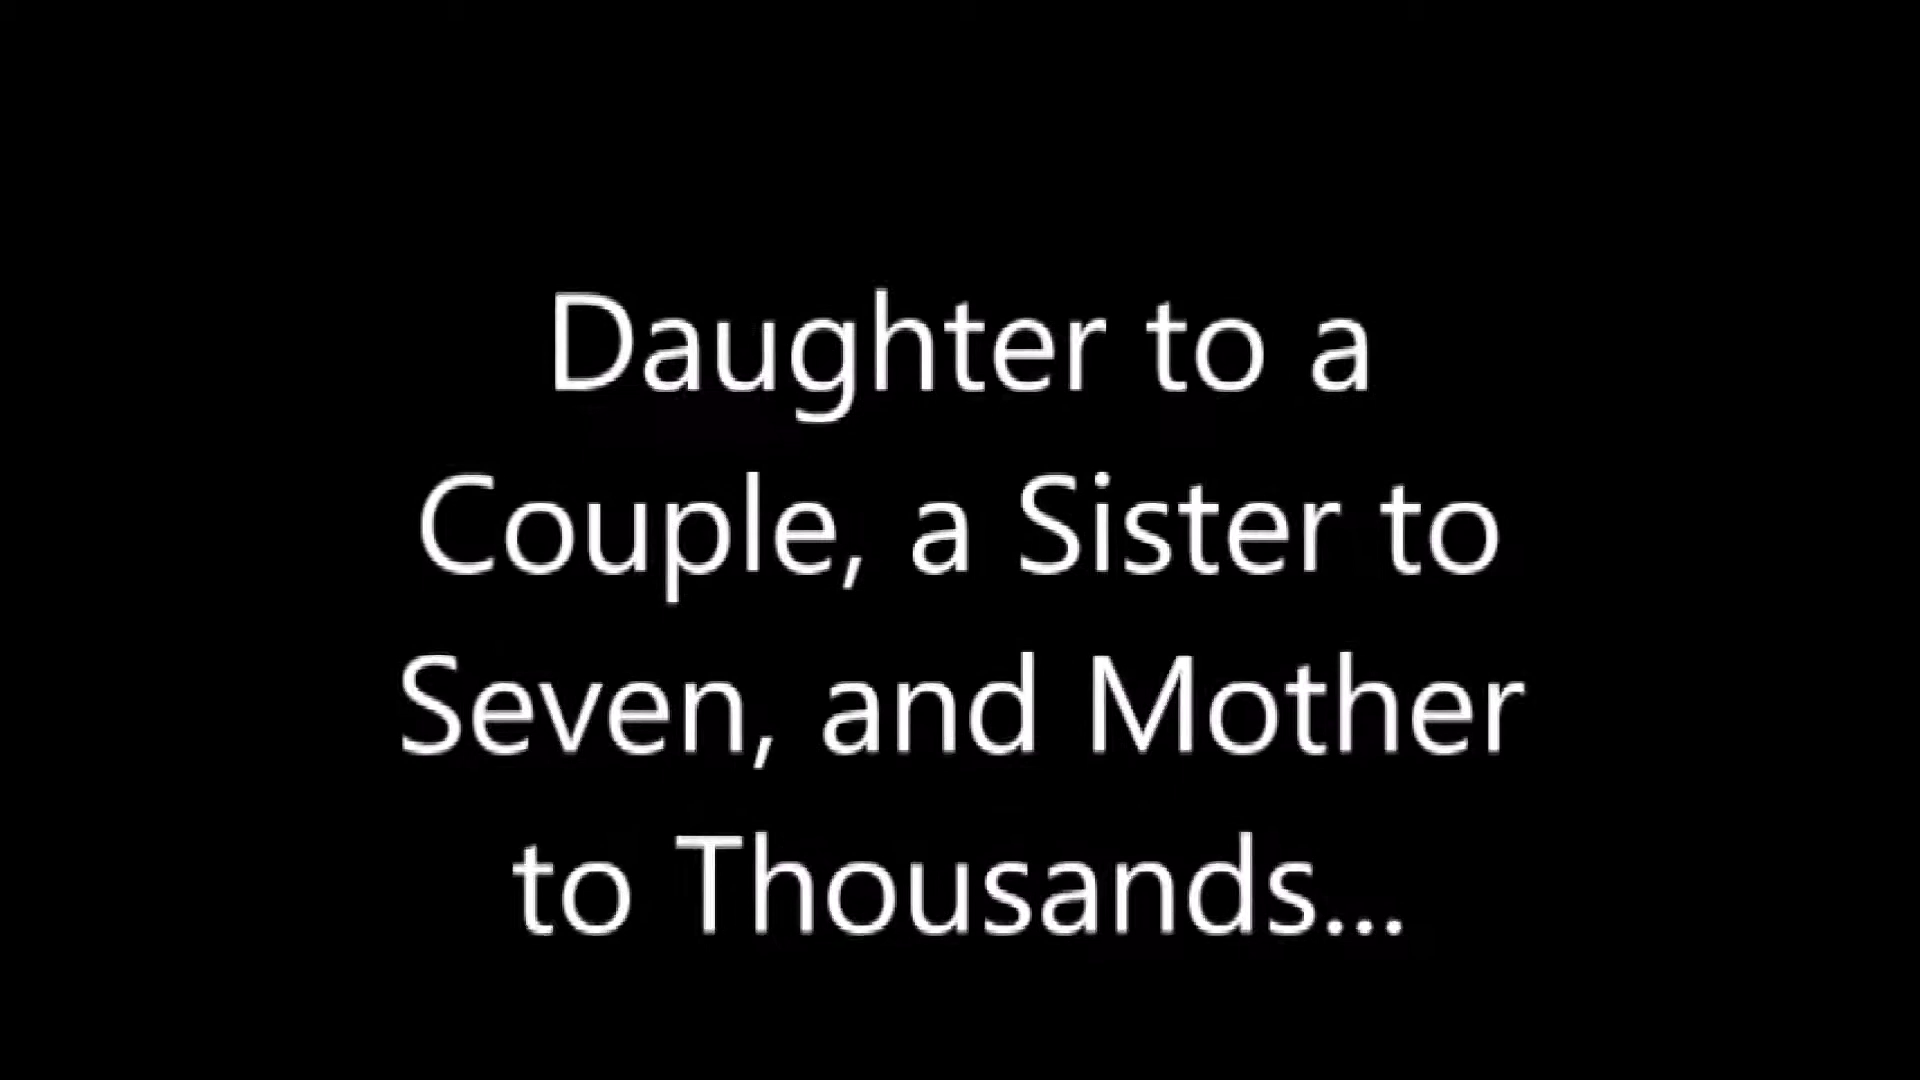 Daughter to a
Couple, a Sister to
Seven, and Mother
to Thousands...